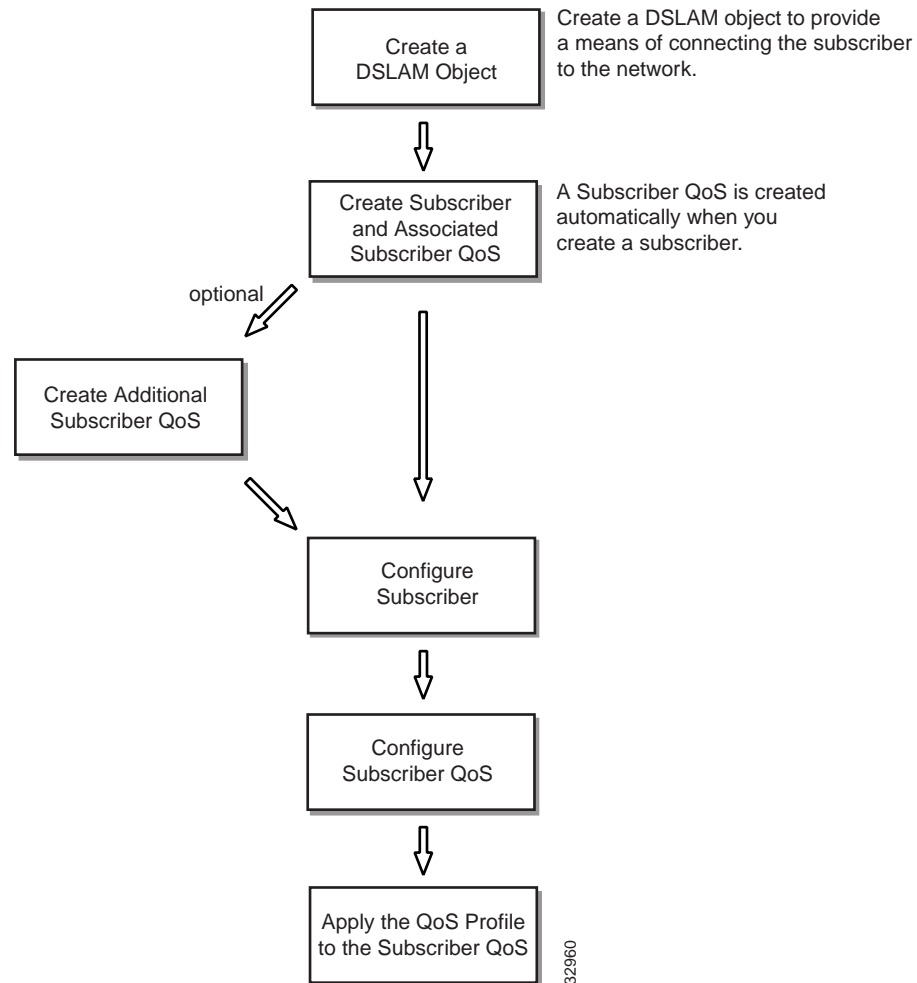 Create a
DSLAM Object
Create a DSLAM object to provide
a means of connecting the subscriber
to the network.
Create Subscriber
and Associated
Subscriber QoS
A Subscriber QoS is created
automatically when you
create a subscriber.
optional
Create Additional
Subscriber QoS
Configure
Subscriber
Configure
Subscriber QoS
Apply the QoS Profile
to the Subscriber QoS
32960